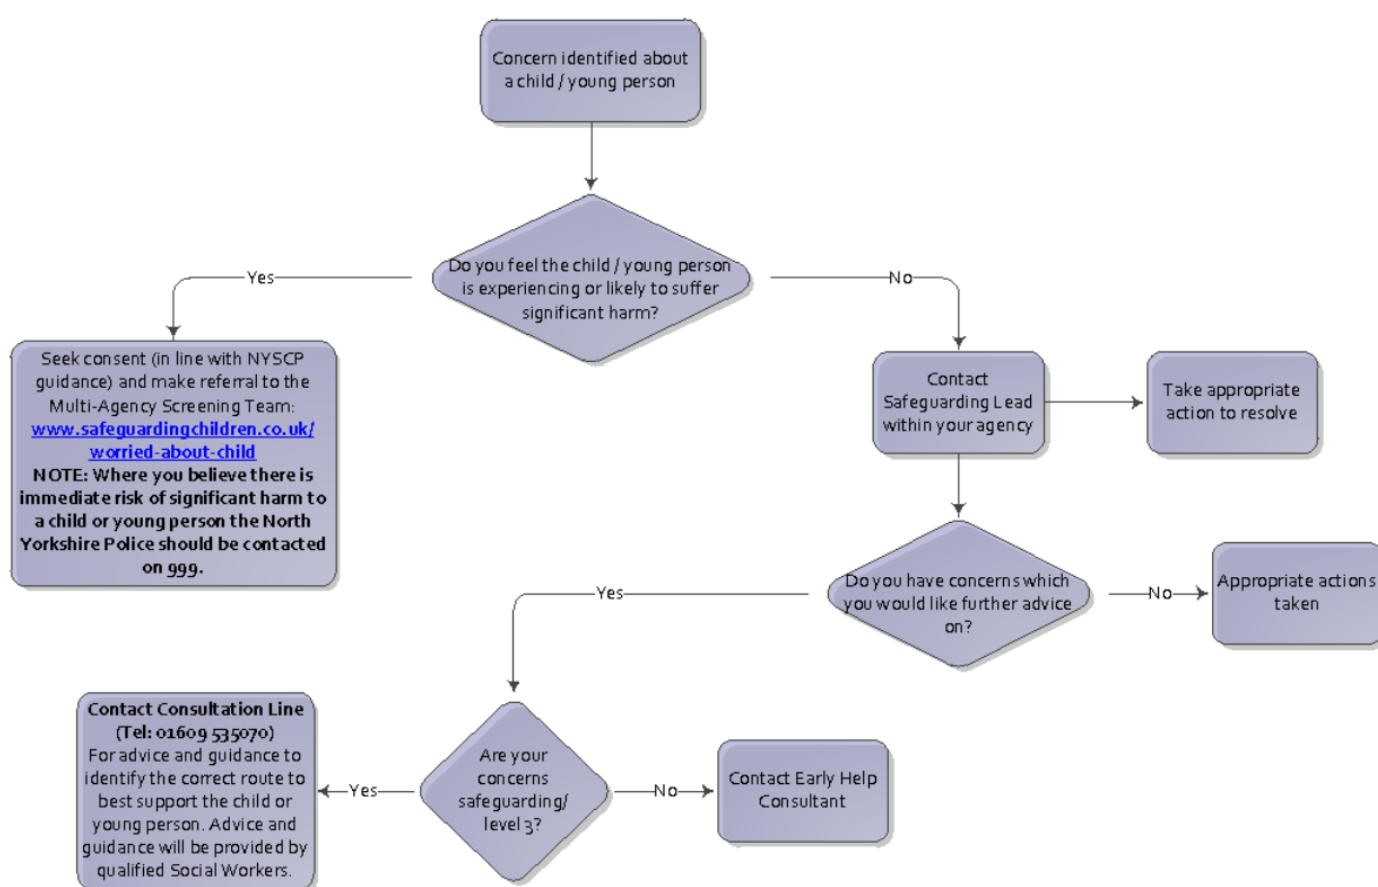 Concern identified about
a child / young person
Do you feel the child / young person
is experiencing or likely to suffer
significant harm?
Yes
No
Seek consent (in line with NYSCP
guidance) and make referral to the
Multi-Agency Screening Team:
www.safeguardingchildren.co.uk/
worried-about-child
NOTE: Where you believe there is
immediate risk of significant harm to
a child or young person the North
Yorkshire Police should be contacted
on 999.
Contact
Safeguarding Lead
within your agency
Take appropriate
action to resolve
Do you have concerns which
you would like further advice
on?
Yes
No
Appropriate actions
taken
Are your
concerns
safeguarding/
level 3?
Yes
No
Contact Consultation Line
(Tel: 01609 535070)
For advice and guidance to
identify the correct route to
best support the child or
young person. Advice and
guidance will be provided by
qualified Social Workers.
Contact Early Help
Consultant